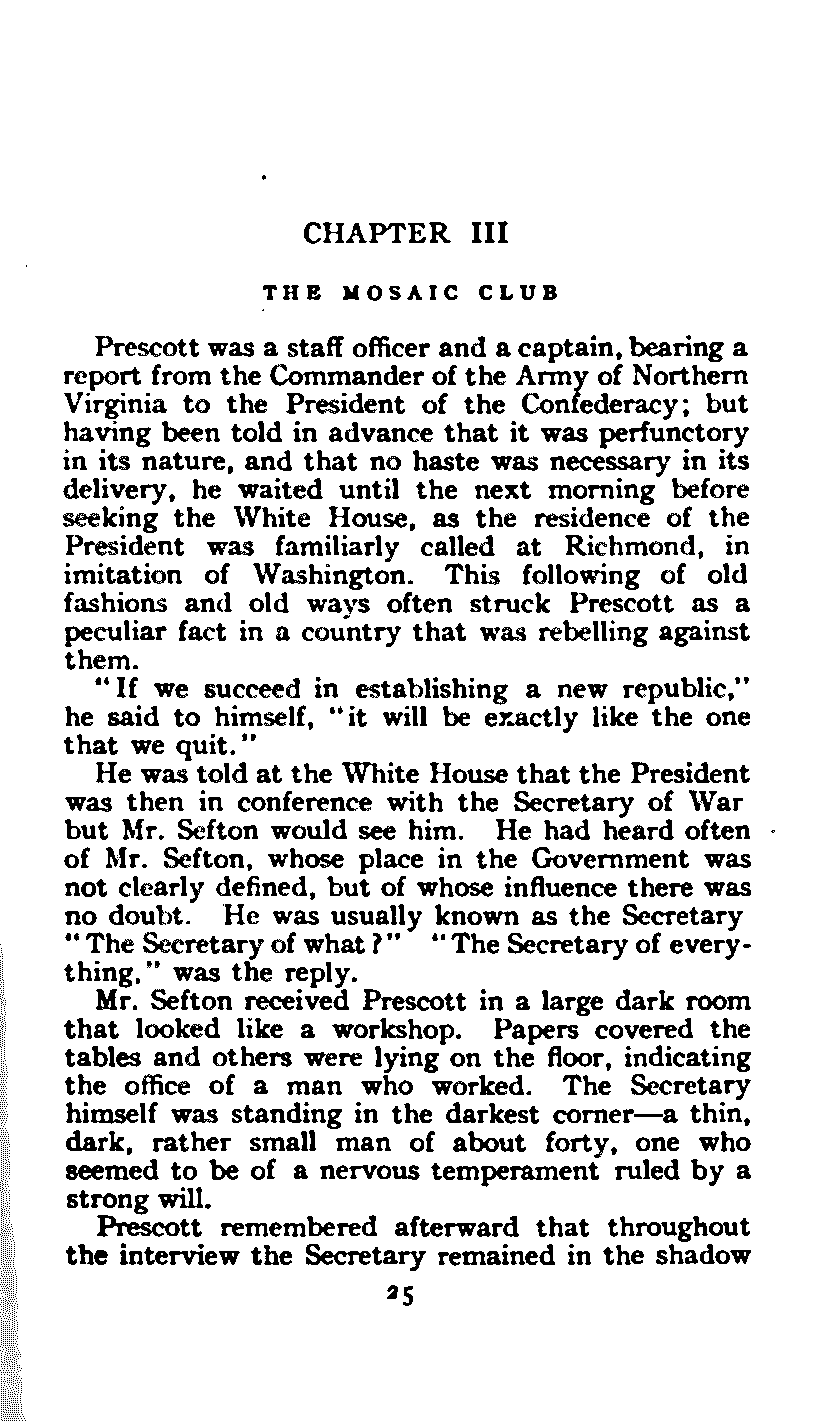 CHAPTER III
THE MOSAIC CLUB
Prescott was a staff officer and a captain, bearing a
report from the Commander of the Army of Northern
Virginia to the President of the Confederacy; but
having been told in advance that it was perfunctory
in its nature, and that no haste was necessary in its
delivery, he waited until the next morning before
seeking the White House, as the residence of the
President was familiarly called at Richmond, in
imitation of Washington. This following of old
fashions and old ways often struck Prescott as a
peculiar fact in a country that was rebelling against
them.
"If we succeed in establishing a new republic,"
he said to himself, "it will be exactly like the one
that we quit."
He was told at the White House that the President
was then in conference with the Secretary of War
but Mr. Sefton would see him. He had heard often
of Mr. Sefton, whose place in the Government was
not clearly defined, but of whose influence there was
no doubt. He was usually known as the Secretary
"The Secretary of what?" "The Secretary of every-
thing," was the reply.
Mr. Sefton received Prescott in a large dark room
that looked like a workshop. Papers covered the
tables and others were lying on the floor, indicating
the office of a man who worked. The Secretary
himself was standing in the darkest corner—a thin,
dark, rather small man of about forty, one who
seemed to be of a nervous temperament ruled by a
strong will.
Prescott remembered afterward that throughout
the interview the Secretary remained in the shadow
25